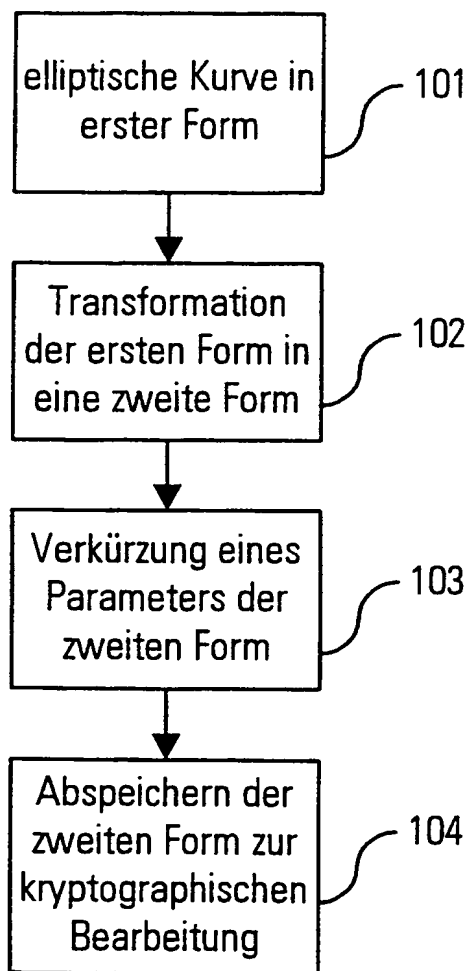 elliptische Kurve in
erster Form
101
Transformation
der ersten Form in
eine zweite Form
102
Verkürzung eines
Parameters der
zweiten Form
103
Abspeichern der
zweiten Form zur
kryptographischen
Bearbeitung
104